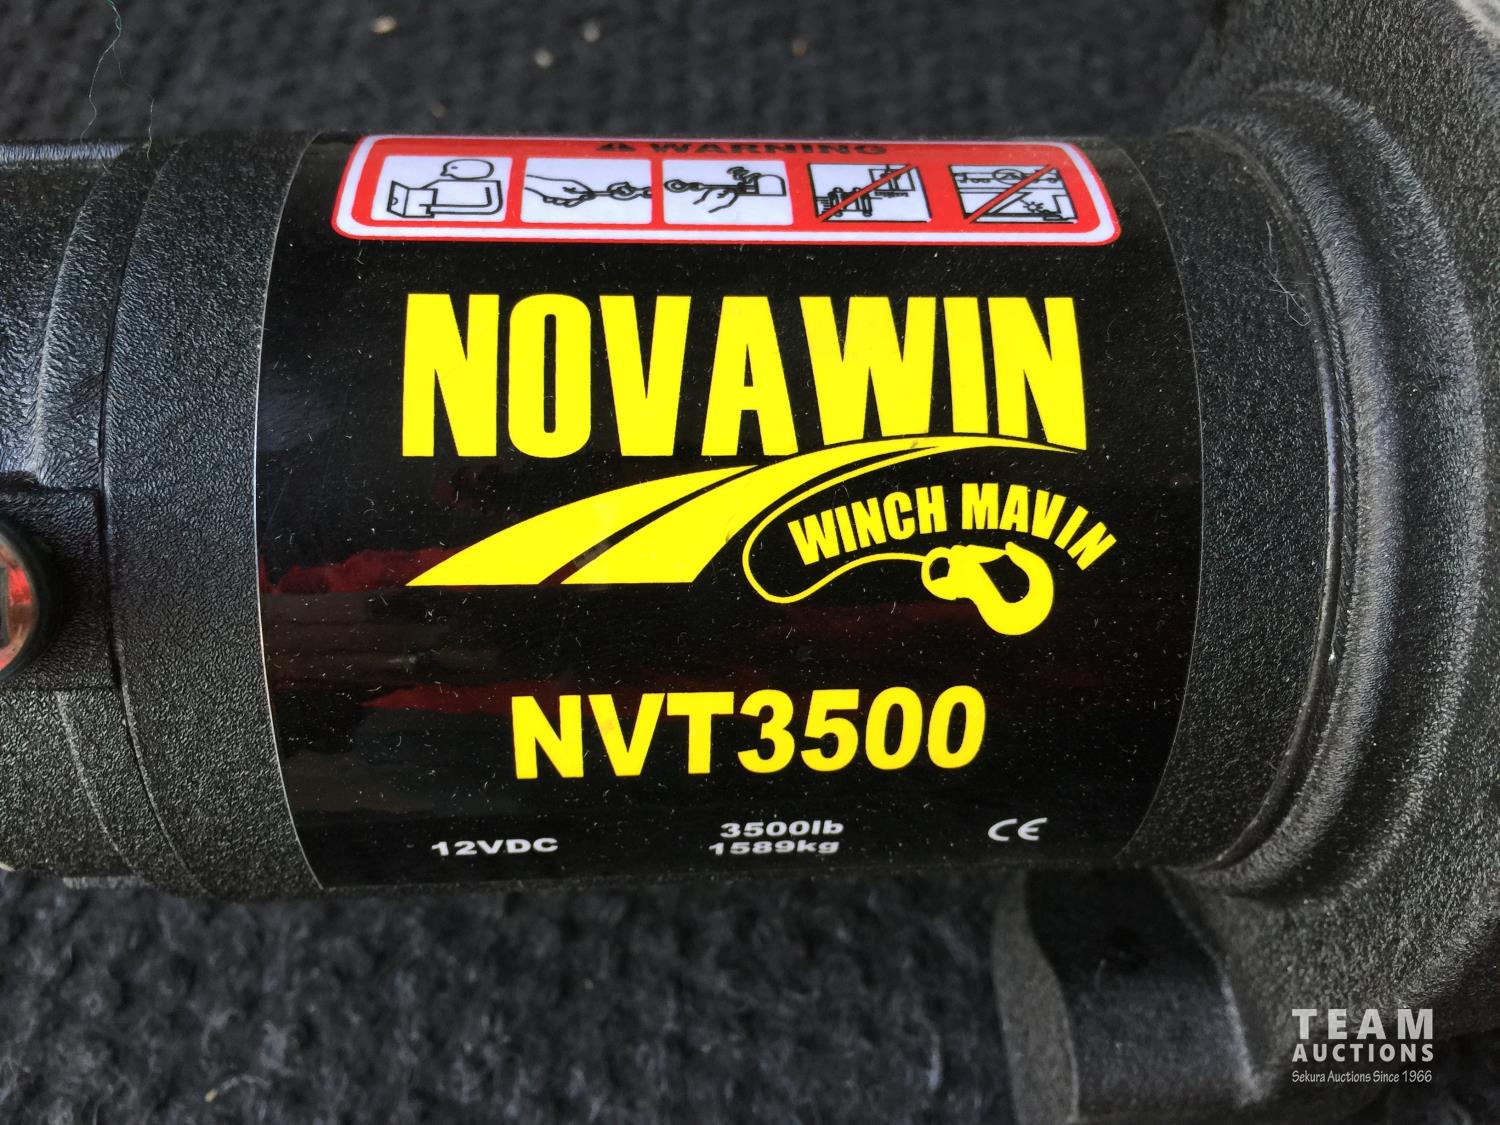 WARNING
NOVAWIN
WINCH MAVIN
NVT3500
12VDC
3500lb
1589kg
CE
TEAM
AUCTIONS
Sekura Auctions Since 1966